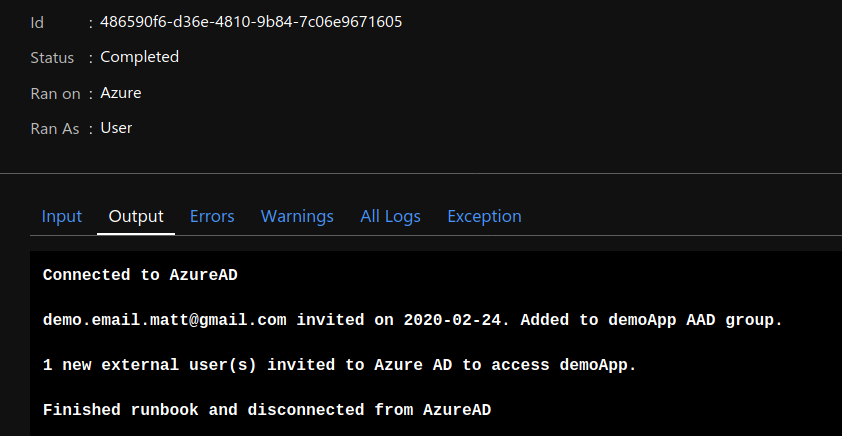 Id : 486590f6-d36e-4810-9b84-7c06e9671605
Status : Completed
Ran on : Azure
Ran As : User
Input Output Errors Warnings All Logs Exception
Connected to AzureAD
demo.email.matt@gmail.com invited on 2020-02-24. Added to demoApp AAD group.
1 new external user(s) invited to Azure AD to access demoApp.
Finished runbook and disconnected from AzureAD